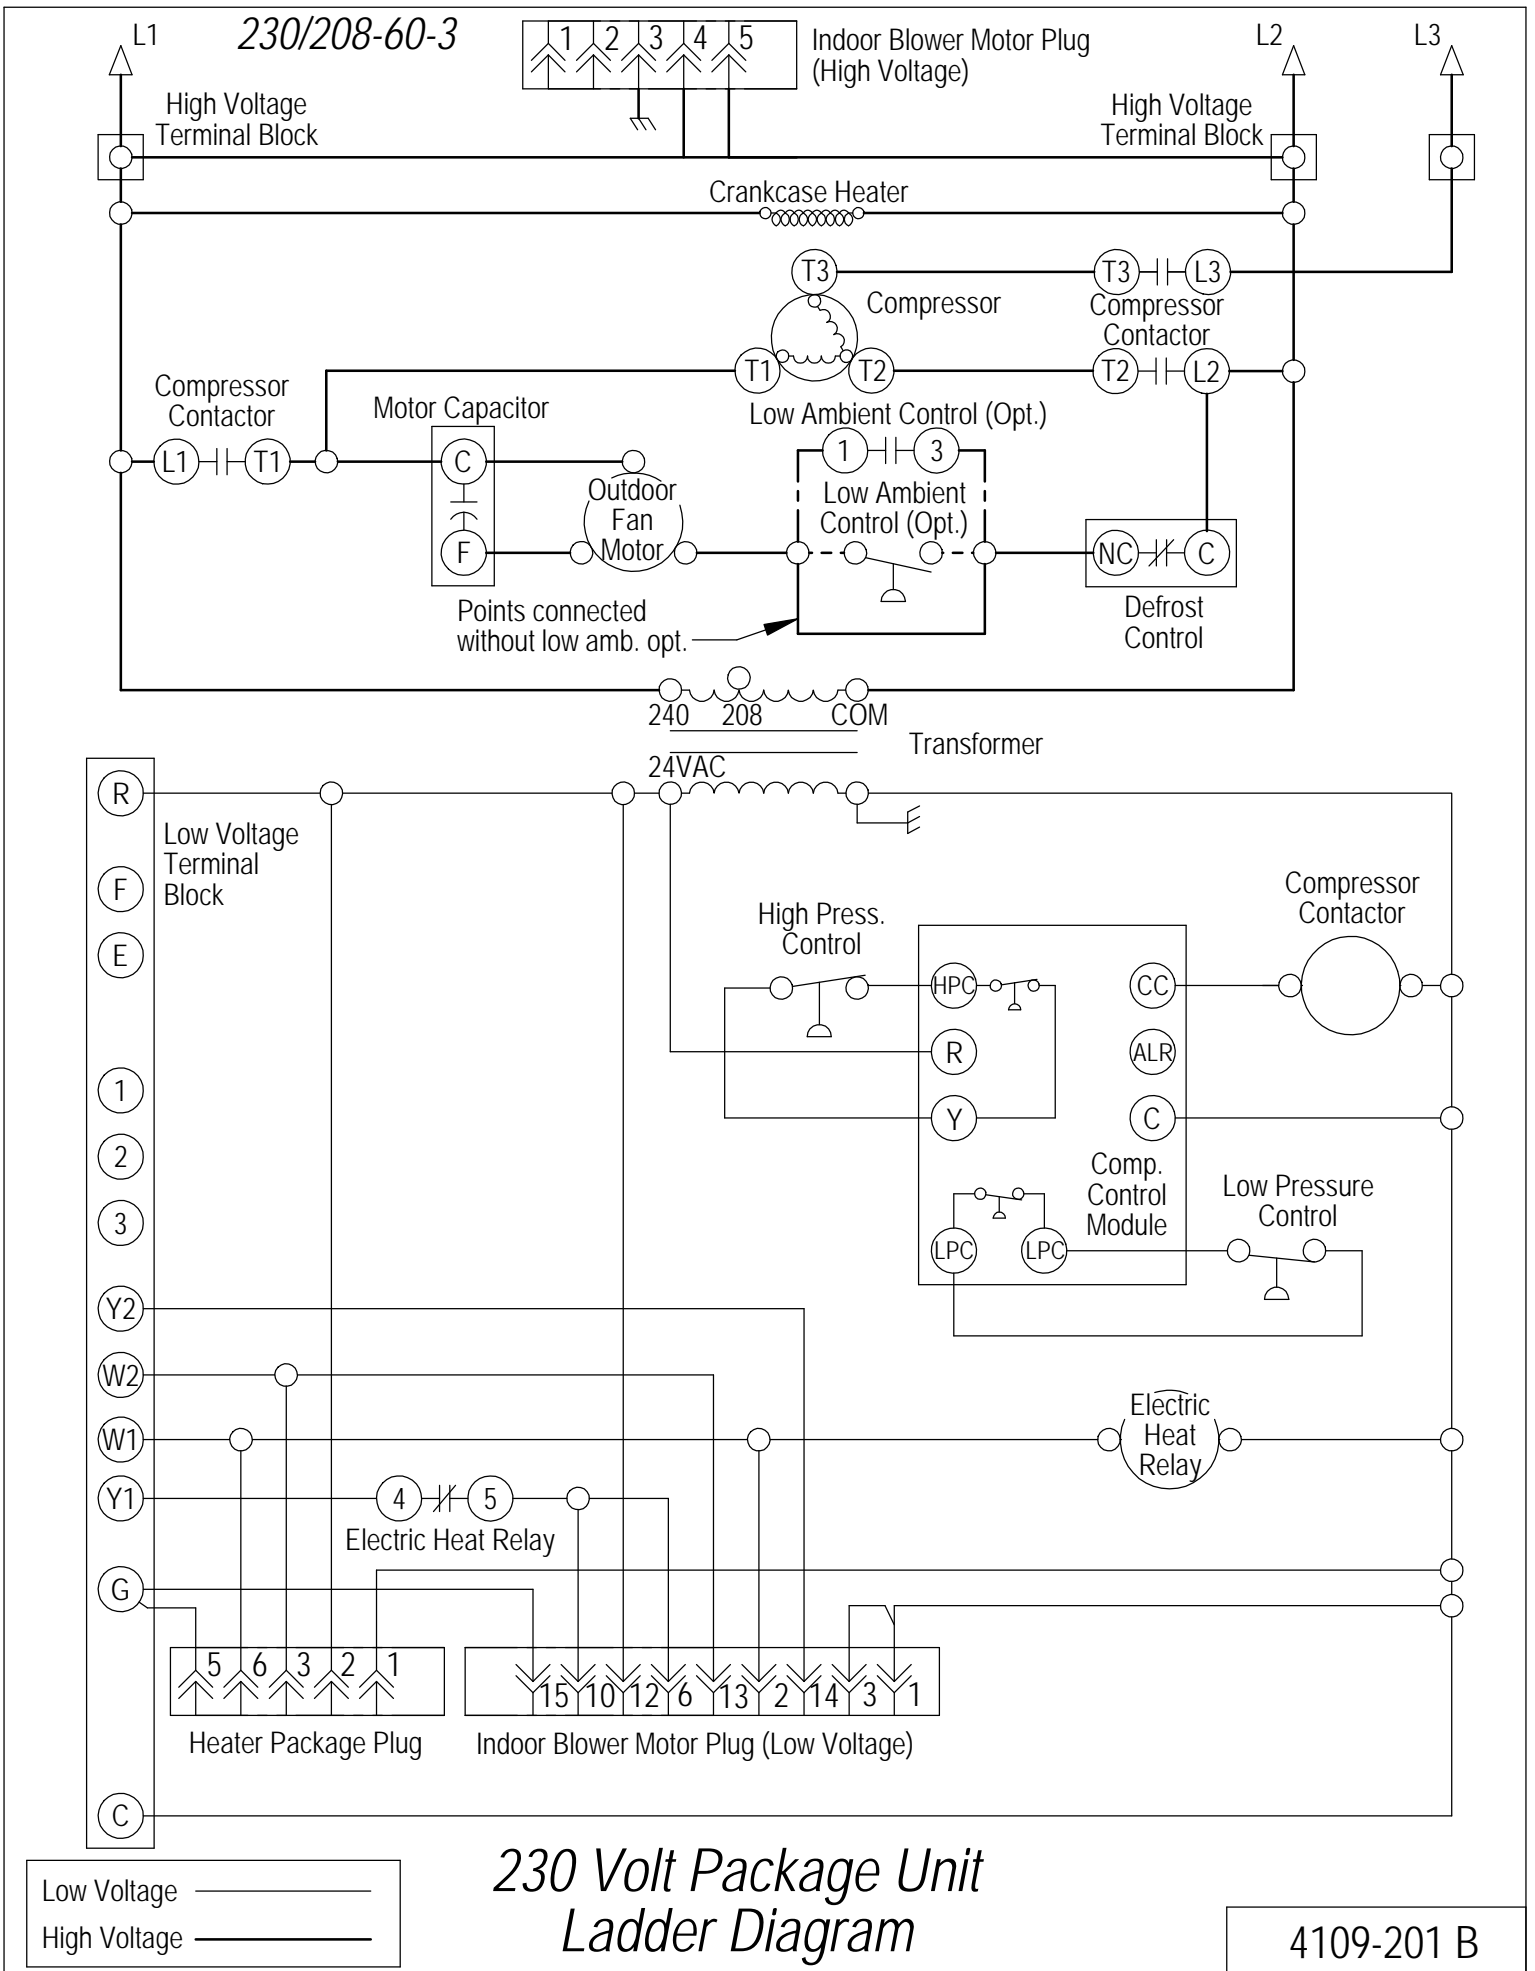 L1
230/208-60-3
1 2 3 4 5
Indoor Blower Motor Plug
(High Voltage)
L2
L3
High Voltage
Terminal Block
High Voltage
Terminal Block
Crankcase Heater
T3
T3
L3
Compressor
Compressor
Contactor
T1
T2
T2
L2
Compressor
Contactor
Motor Capacitor
Low Ambient Control (Opt.)
L1
T1
C
1
3
Outdoor
Fan
Motor
Low Ambient
Control (Opt.)
F
NC
C
Points connected
without low amb. opt.
Defrost
Control
240
208
COM
Transformer
24VAC
R
Low Voltage
Terminal
Block
F
E
High Press.
Control
Compressor
Contactor
HPC
CC
R
ALR
1
Y
C
2
Comp.
Control
Module
Low Pressure
Control
3
LPC
LPC
Y2
W2
W1
Electric
Heat
Relay
Y1
4
5
Electric Heat Relay
G
5 6 3 2 1
15 10 12 6 13 2 14 3 1
Heater Package Plug
Indoor Blower Motor Plug (Low Voltage)
C
Low Voltage
High Voltage
230 Volt Package Unit
Ladder Diagram
4109-201 B